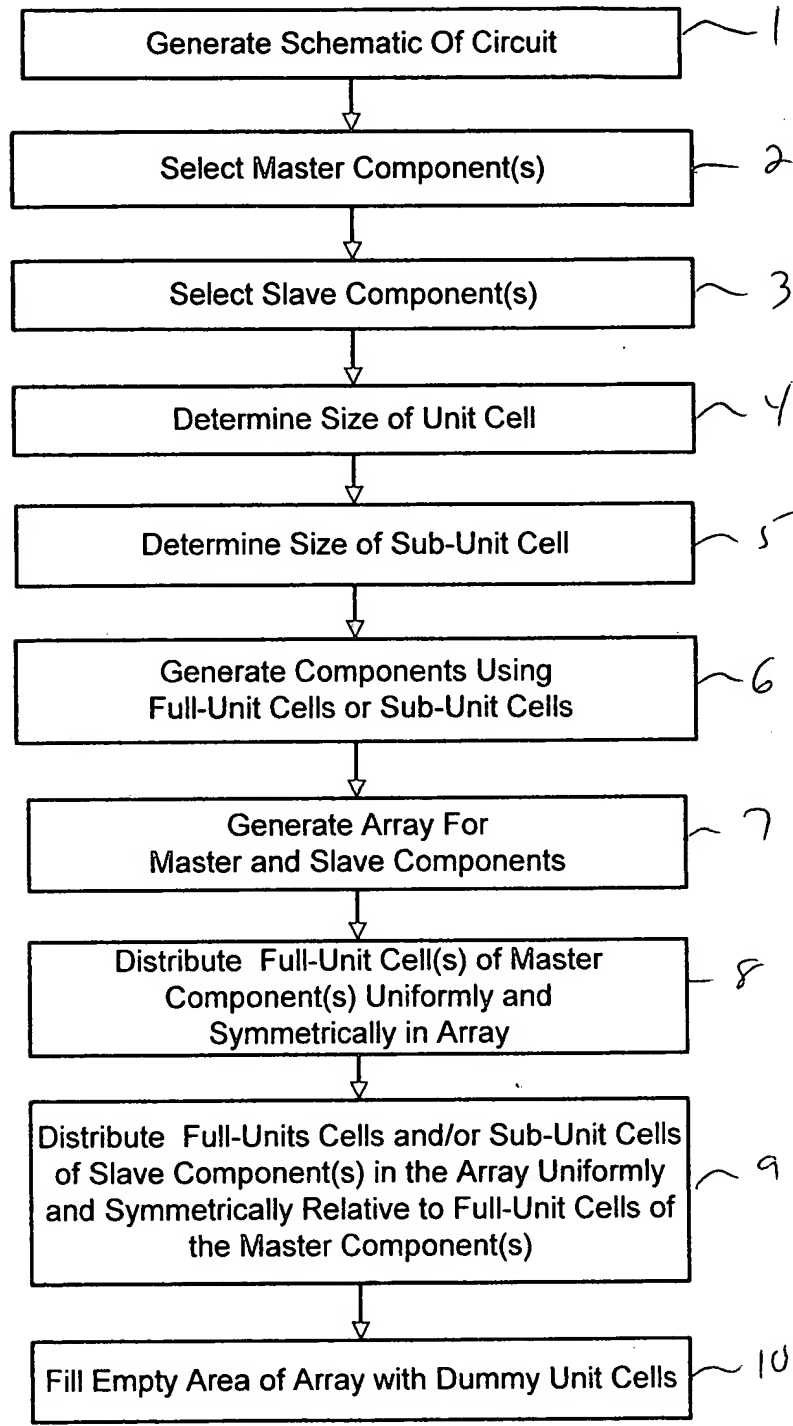 Generate Schematic Of Circuit
1
Select Master Component(s)
2
Select Slave Component(s)
3
Determine Size of Unit Cell
4
Determine Size of Sub-Unit Cell
5
Generate Components Using
Full-Unit Cells or Sub-Unit Cells
6
Generate Array For
Master and Slave Components
7
Distribute Full-Unit Cell(s) of Master
Component(s) Uniformly and
Symmetrically in Array
8
Distribute Full-Units Cells and/or Sub-Unit Cells
of Slave Component(s) in the Array Uniformly
and Symmetrically Relative to Full-Unit Cells of
the Master Component(s)
9
Fill Empty Area of Array with Dummy Unit Cells
10